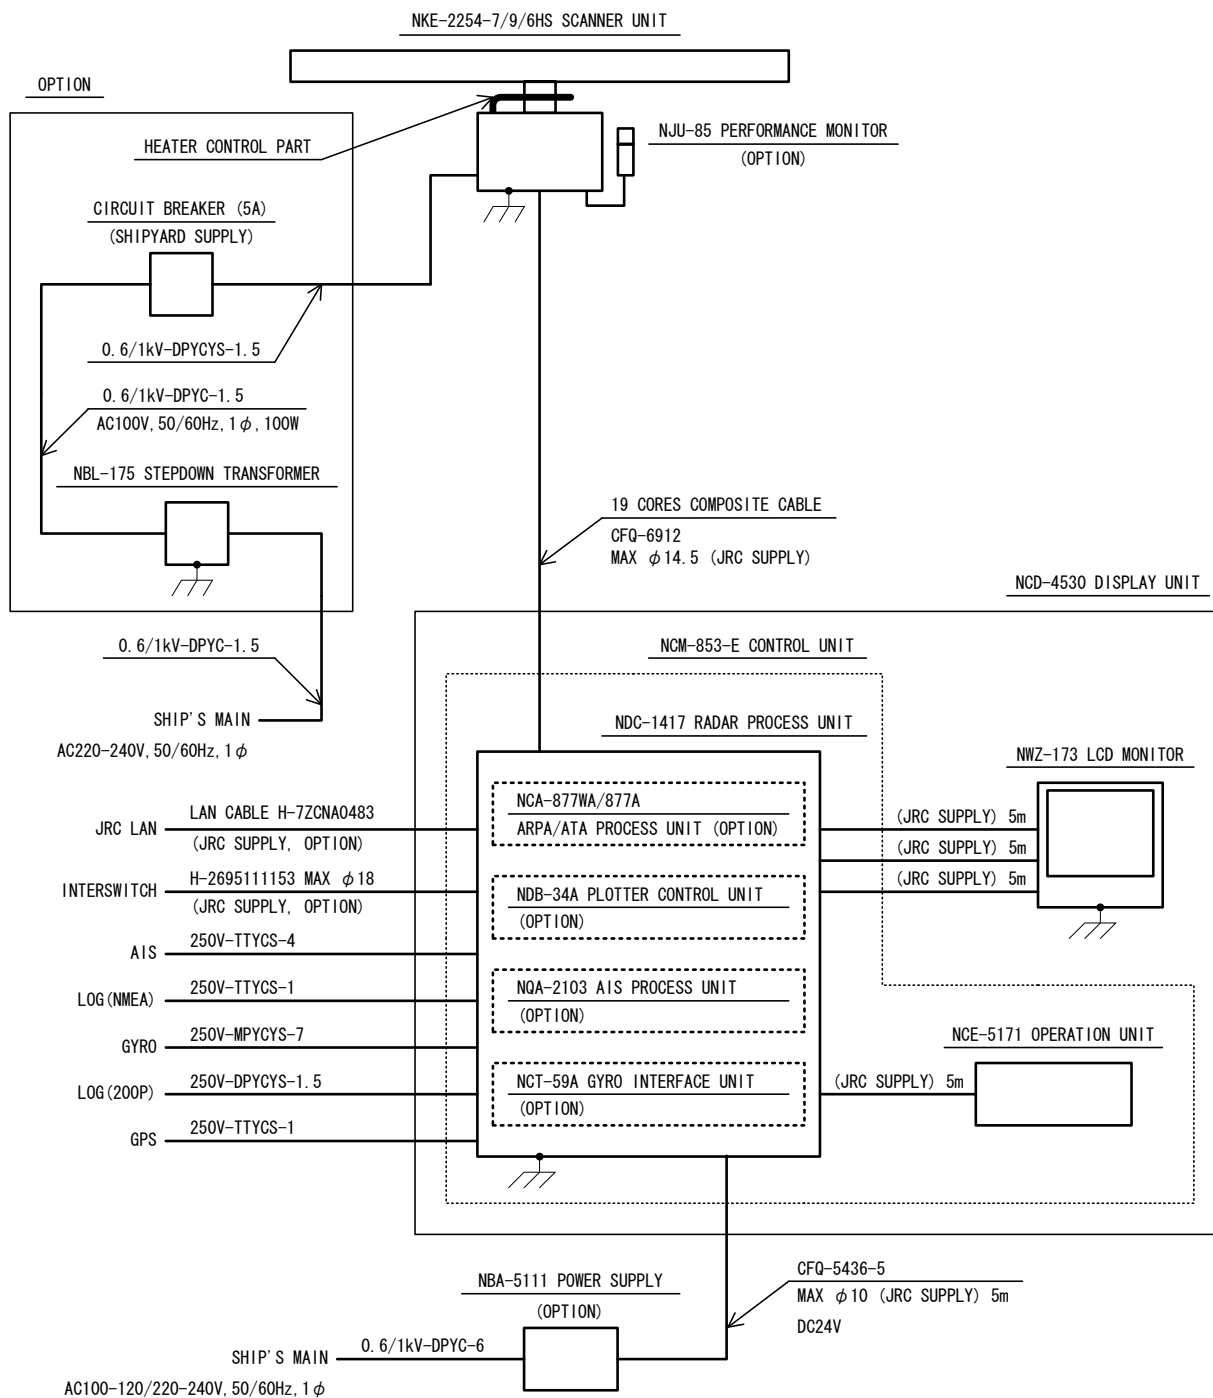 NKE-2254-7/9/6HS SCANNER UNIT
OPTION
HEATER CONTROL PART
NJU-85 PERFORMANCE MONITOR
(OPTION)
CIRCUIT BREAKER (5A)
(SHIPYARD SUPPLY)
0.6/1kV-DPYCYS-1.5
0.6/1kV-DPYC-1.5
AC100V, 50/60Hz, 1φ, 100W
NBL-175 STEPDOWN TRANSFORMER
19 CORES COMPOSITE CABLE
CFQ-6912
MAX φ14.5 (JRC SUPPLY)
NCD-4530 DISPLAY UNIT
0.6/1kV-DPYC-1.5
NCM-853-E CONTROL UNIT
SHIP'S MAIN
AC220-240V, 50/60Hz, 1φ
NDC-1417 RADAR PROCESS UNIT
NWZ-173 LCD MONITOR
JRC LAN
LAN CABLE H-7ZCNA0483
(JRC SUPPLY, OPTION)
NCA-877WA/877A
ARPA/ATA PROCESS UNIT (OPTION)
(JRC SUPPLY) 5m
(JRC SUPPLY) 5m
(JRC SUPPLY) 5m
INTERSWITCH
H-2695111153 MAX φ18
(JRC SUPPLY, OPTION)
NDB-34A PLOTTER CONTROL UNIT
(OPTION)
AIS
250V-TTYCS-4
LOG(NMEA)
250V-TTYCS-1
NQA-2103 AIS PROCESS UNIT
(OPTION)
GYRO
250V-MPYCYS-7
NCE-5171 OPERATION UNIT
LOG(200P)
250V-DPYCYS-1.5
NCT-59A GYRO INTERFACE UNIT
(OPTION)
(JRC SUPPLY) 5m
GPS
250V-TTYCS-1
NBA-5111 POWER SUPPLY
(OPTION)
CFQ-5436-5
MAX φ10 (JRC SUPPLY) 5m
DC24V
SHIP'S MAIN
0.6/1kV-DPYC-6
AC100-120/220-240V, 50/60Hz, 1φ